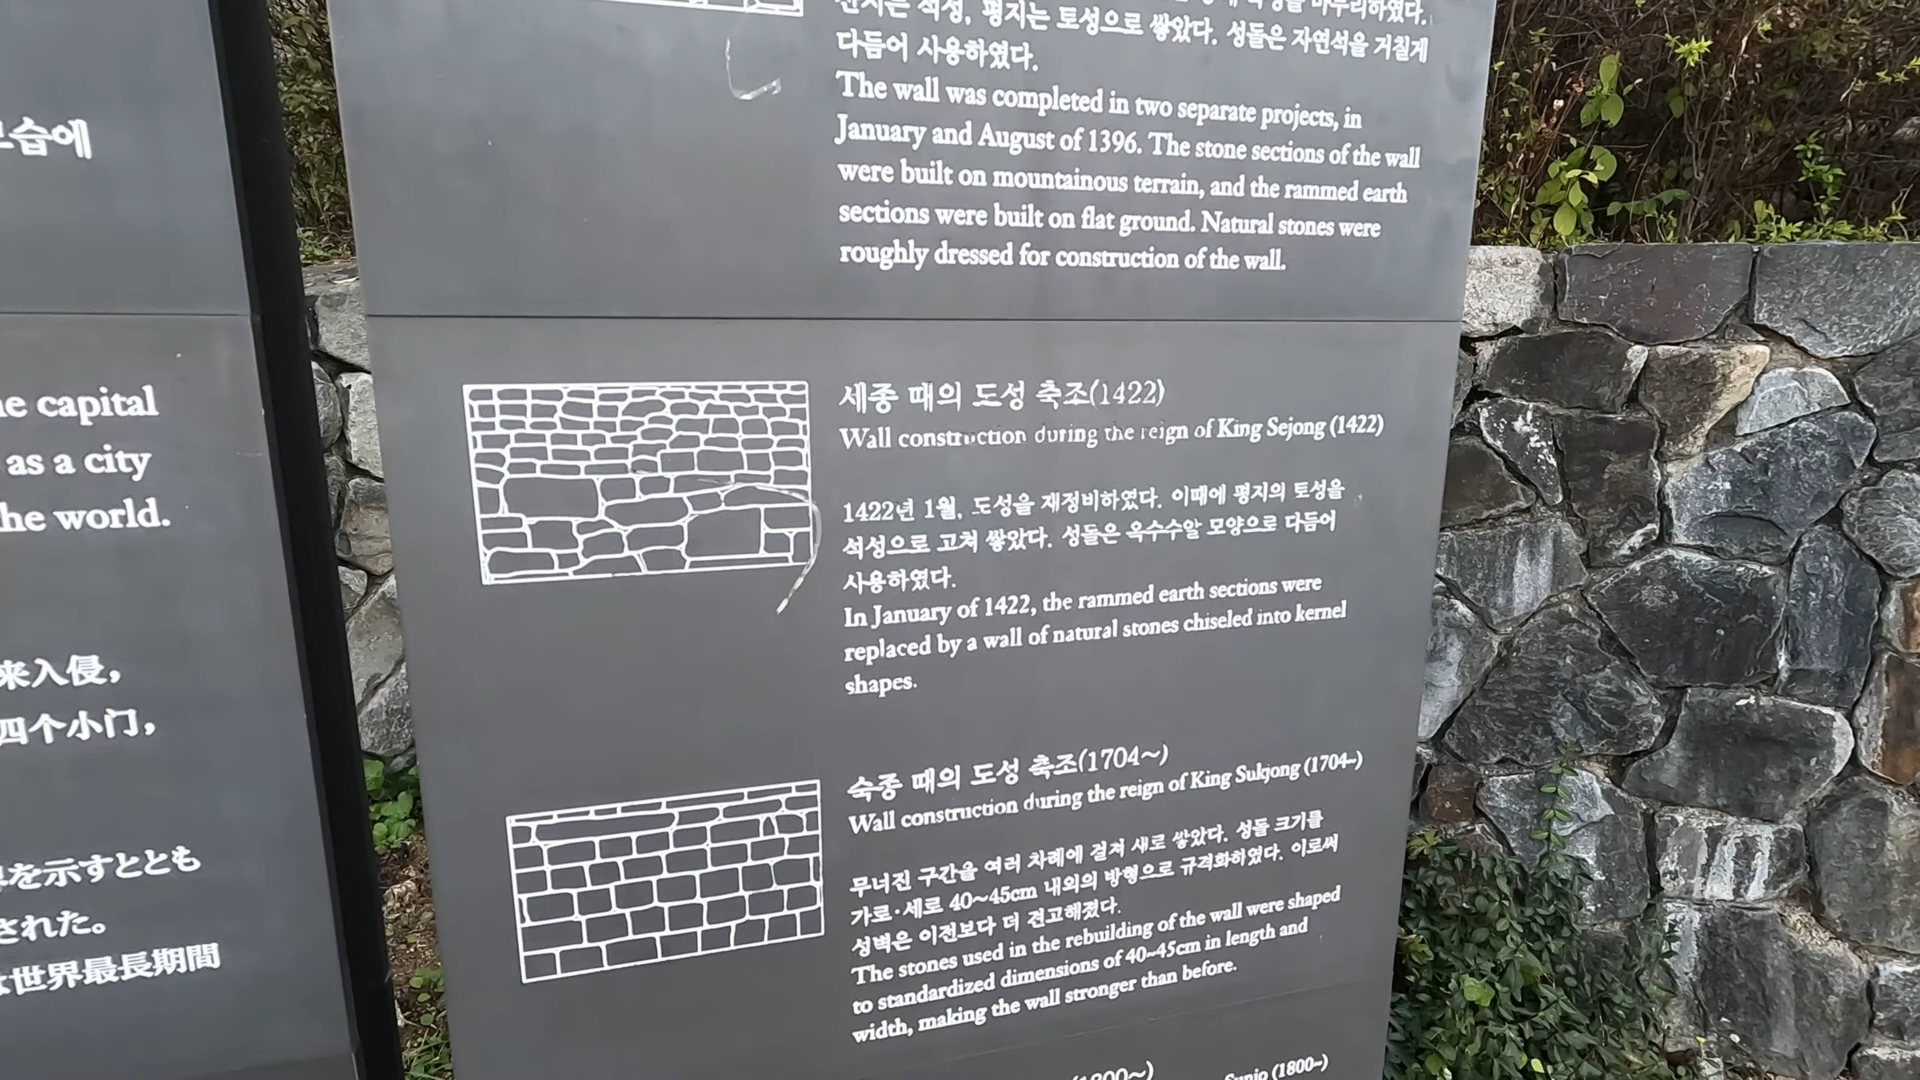 모습에
he capital
as a city
the world.
来入侵，
四个小门，
を示すととも
された。
世界最長期間
산지는 석성, 평지는 토성으로 쌓았다. 성돌은 자연석을 거칠게
다듬어 사용하였다.
The wall was completed in two separate projects, in
January and August of 1396. The stone sections of the wall
were built on mountainous terrain, and the rammed earth
sections were built on flat ground. Natural stones were
roughly dressed for construction of the wall.
세종 때의 도성 축조(1422)
Wall construction during the reign of King Sejong (1422)
1422년 1월, 도성을 재정비하였다. 이때에 평지의 토성을
석성으로 고쳐 쌓았다. 성돌은 옥수수알 모양으로 다듬어
사용하였다.
In January of 1422, the rammed earth sections were
replaced by a wall of natural stones chiseled into kernel
shapes.
숙종 때의 도성 축조(1704~)
Wall construction during the reign of King Sukjong (1704~)
무너진 구간을 여러 차례에 걸쳐 새로 쌓았다. 성돌 크기를
가로·세로 40~45cm 내외의 방형으로 규격화하였다. 이로써
성벽은 이전보다 더 견고해졌다.
The stones used in the rebuilding of the wall were shaped
to standardized dimensions of 40~45cm in length and
width, making the wall stronger than before.
(1800~)
Sunjo (1800~)